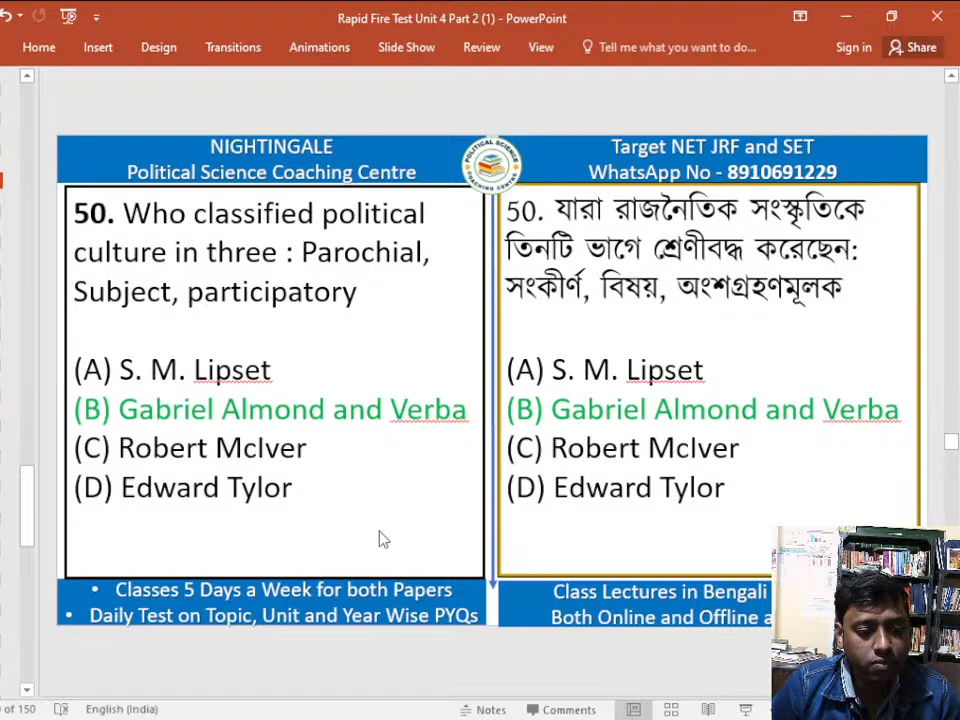 Rapid Fire Test Unit 4 Part 2 (1) - PowerPoint
Home Insert Design Transitions Animations Slide Show Review View Tell me what you want to do... Sign in Share
NIGHTINGALE
Political Science Coaching Centre
POLITICAL SCIENCE COACHING CENTRE
Target NET JRF and SET
WhatsApp No - 8910691229
50. Who classified political
culture in three : Parochial,
Subject, participatory
(A) S. M. Lipset
(B) Gabriel Almond and Verba
(C) Robert McIver
(D) Edward Tylor
50. যারা রাজনৈতিক সংস্কৃতিকে
তিনটি ভাগে শ্রেণীবদ্ধ করেছেন:
সংকীর্ণ, বিষয়, অংশগ্রহণমূলক
(A) S. M. Lipset
(B) Gabriel Almond and Verba
(C) Robert McIver
(D) Edward Tylor
• Classes 5 Days a Week for both Papers
• Daily Test on Topic, Unit and Year Wise PYQs
Class Lectures in Bengali
Both Online and Offline a
of 150 English (India) Notes Comments